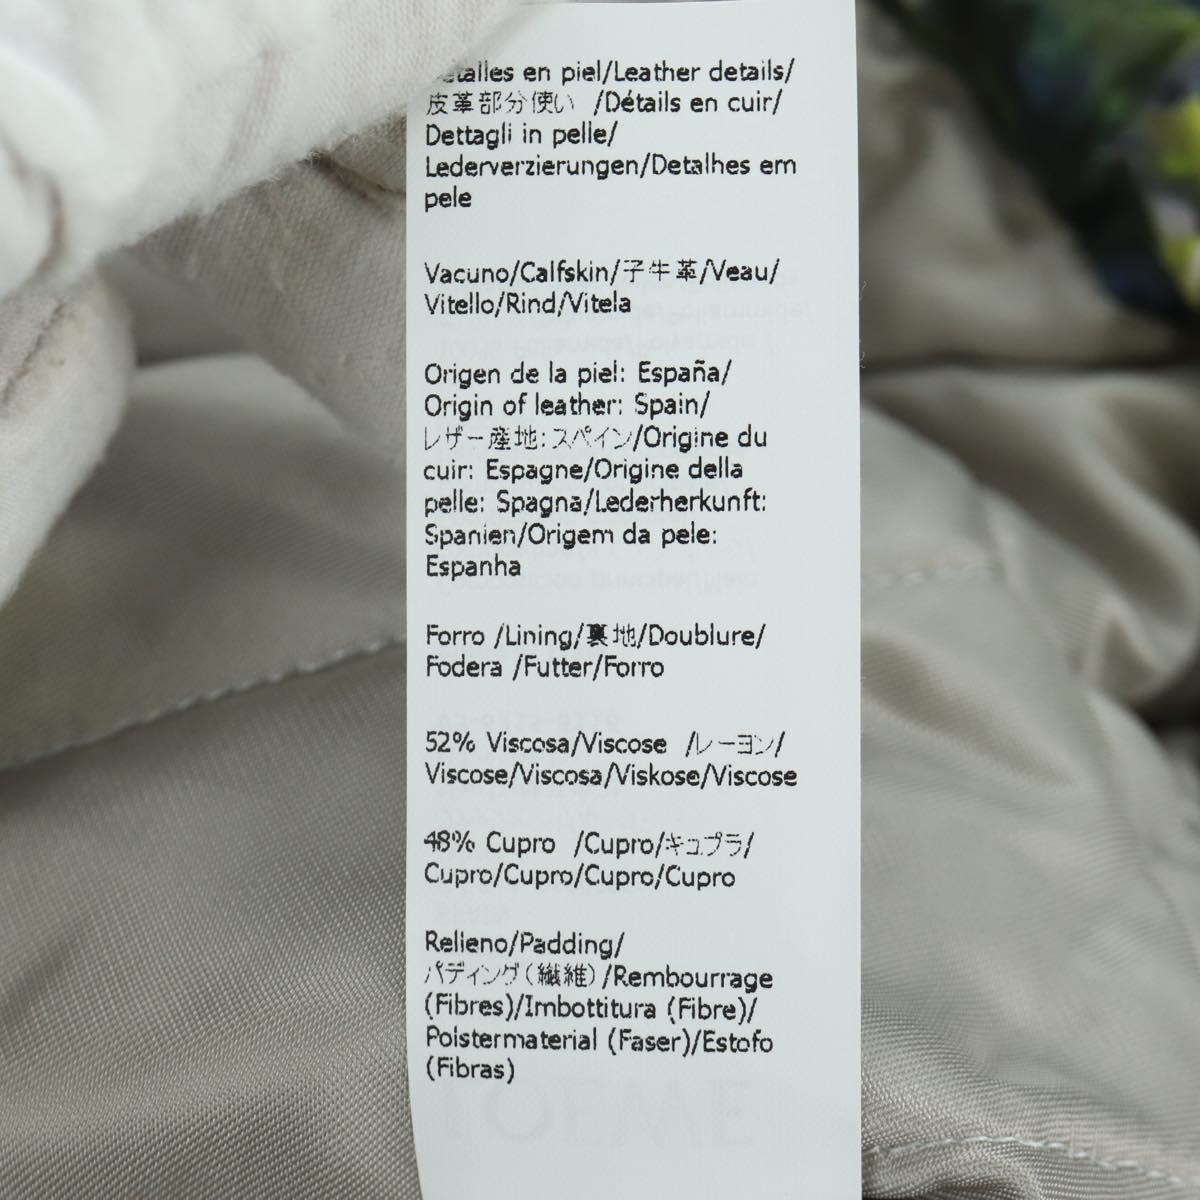 Detalles en piel/Leather details/
皮革部分使い /Détails en cuir/
Dettagli in pelle/
Lederverzierungen/Detalhes em
pele
Vacuno/Calfskin/子牛革/Veau/
Vitello/Rind/Vitela
Origen de la piel: España/
Origin of leather: Spain/
レザー産地:スペイン/Origine du
cuir: Espagne/Origine della
pelle: Spagna/Lederherkunft:
Spanien/Origem da pele:
Espanha
Forro /Lining/裏地/Doublure/
Fodera /Futter/Forro
52% Viscosa/Viscose /レーヨン/
Viscose/Viscosa/Viskose/Viscose
48% Cupro /Cupro/キュプラ/
Cupro/Cupro/Cupro/Cupro
Relleno/Padding/
パディング(繊維)/Rembourrage
(Fibres)/Imbottitura (Fibre)/
Polstermaterial (Faser)/Estofo
(Fibras)